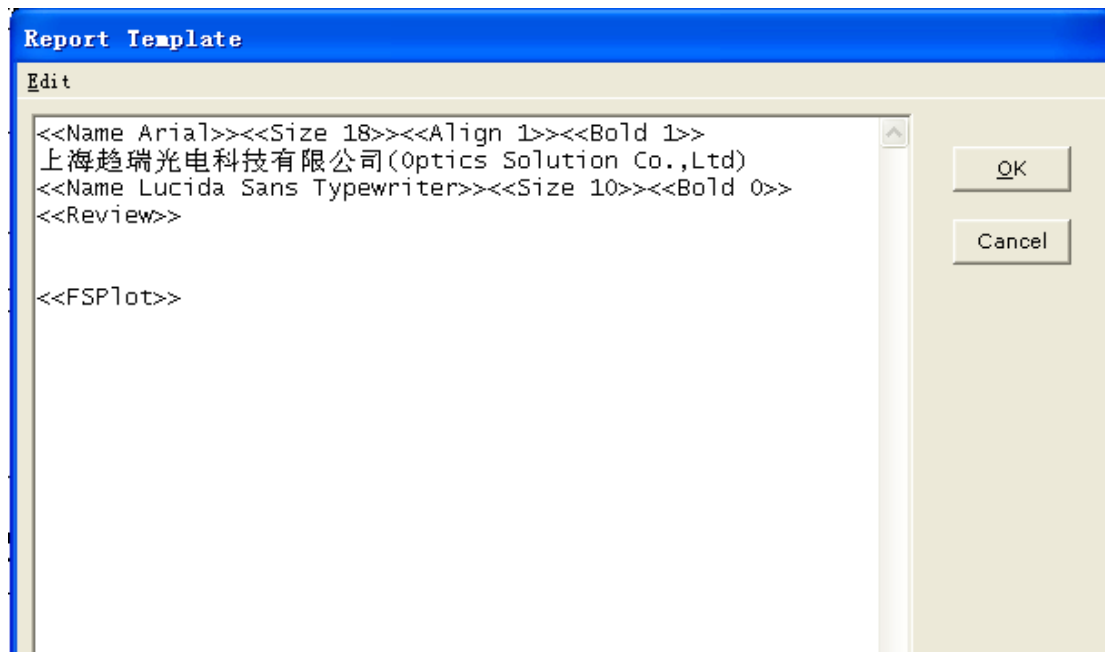 Report Template
Edit
<<Name Arial>><<Size 18>><<Align 1>><<Bold 1>>
上海趋瑞光电科技有限公司(Optics Solution Co.,Ltd)
<<Name Lucida Sans Typewriter>><<Size 10>><<Bold 0>>
<<Review>>
<<FSPlot>>
OK
Cancel